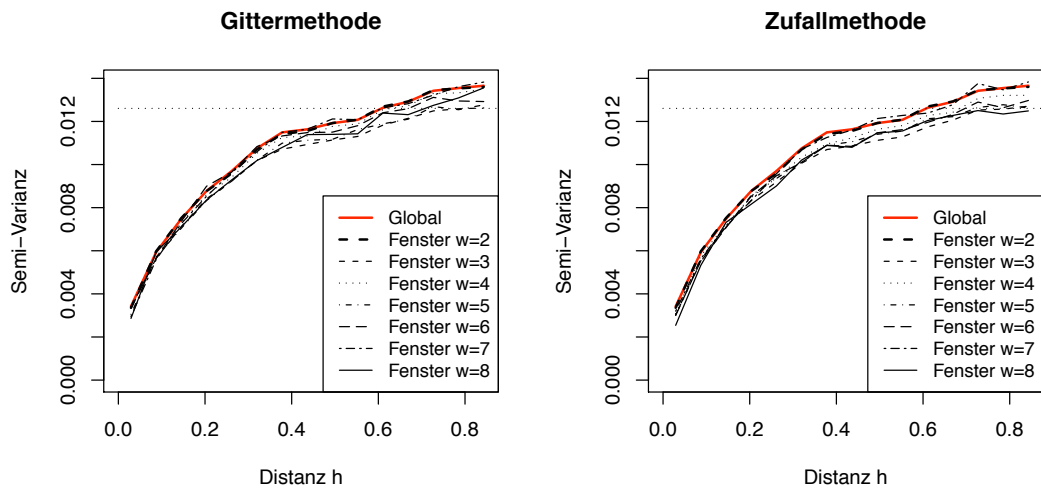 Gittermethode
Semi−Varianz
0.000
0.004
0.008
0.012
Global
Fenster w=2
Fenster w=3
Fenster w=4
Fenster w=5
Fenster w=6
Fenster w=7
Fenster w=8
0.0 0.2 0.4 0.6 0.8
Distanz h
Zufallmethode
Semi−Varianz
0.000
0.004
0.008
0.012
Global
Fenster w=2
Fenster w=3
Fenster w=4
Fenster w=5
Fenster w=6
Fenster w=7
Fenster w=8
0.0 0.2 0.4 0.6 0.8
Distanz h